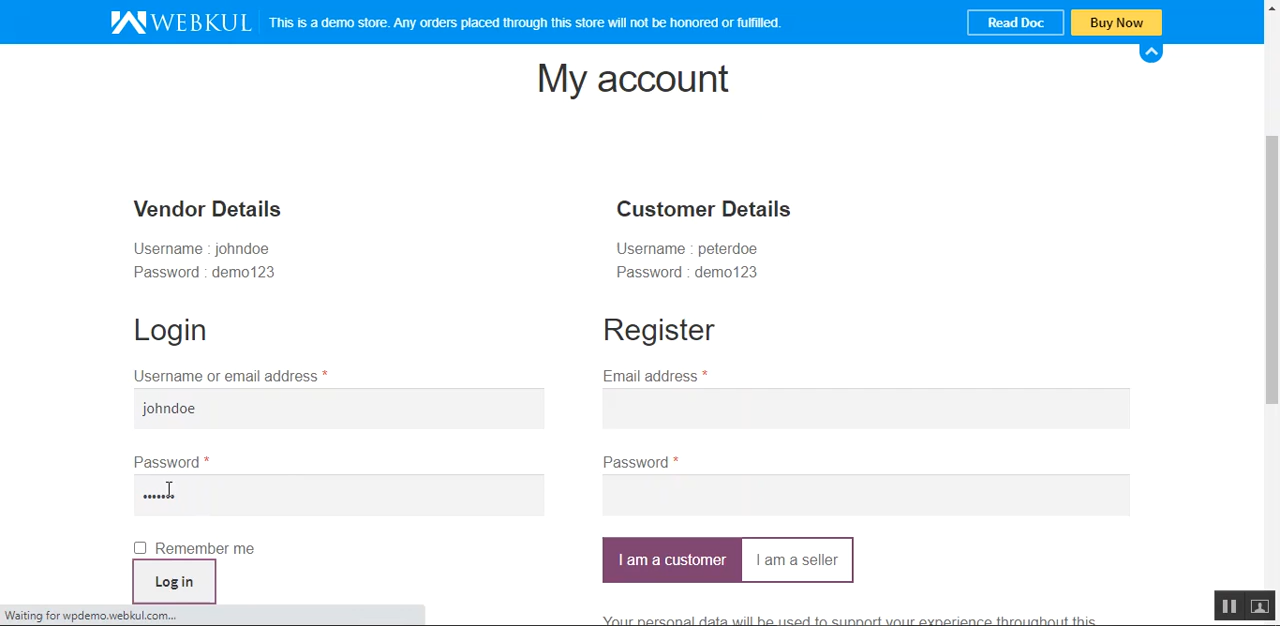 WEBKUL This is a demo store. Any orders placed through this store will not be honored or fulfilled. Read Doc Buy Now
My account
Vendor Details
Username : johndoe
Password : demo123
Customer Details
Username : peterdoe
Password : demo123
Login
Username or email address *
johndoe
Password *
•••••••
Remember me
Log in
Register
Email address *
Password *
I am a customer I am a seller
Your personal data will be used to support your experience throughout this
Waiting for wpdemo.webkul.com...